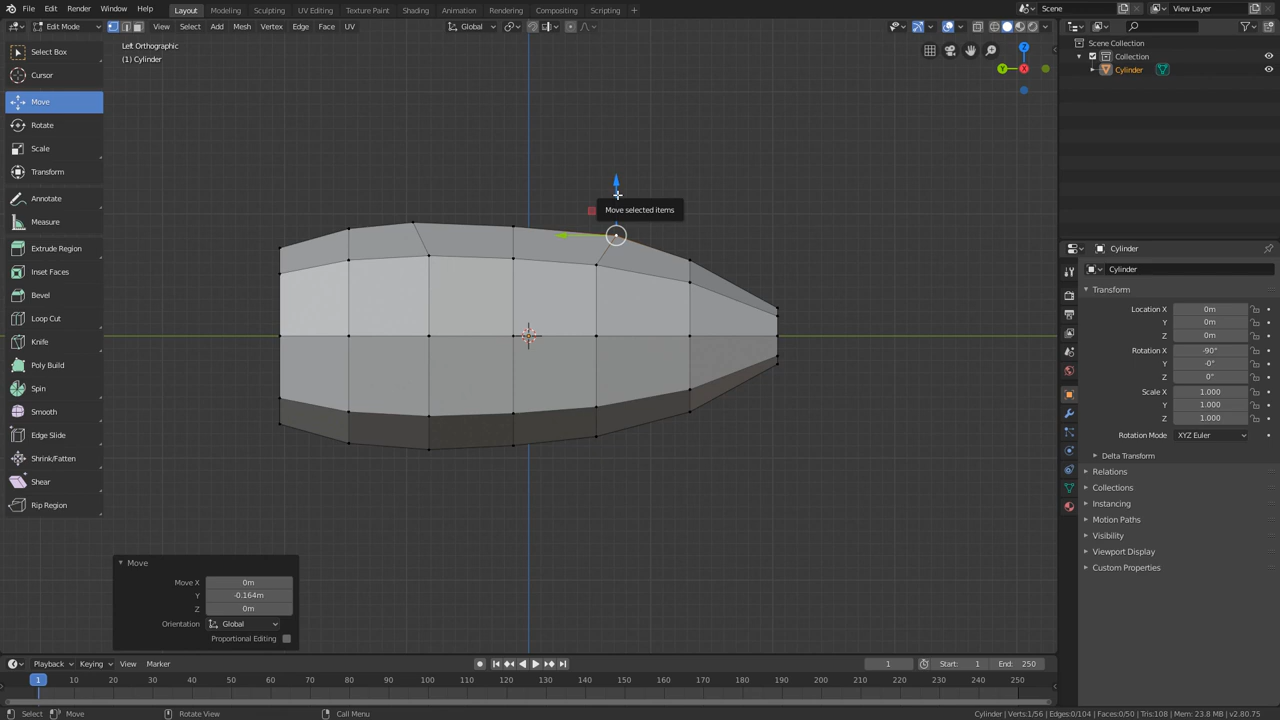 File Edit Render Window Help
Layout Modeling Sculpting UV Editing Texture Paint Shading Animation Rendering Compositing Scripting +
Scene
View Layer
Edit Mode
View Select Add Mesh Vertex Edge Face UV
Global
Select Box
Cursor
Move
Rotate
Scale
Transform
Annotate
Measure
Extrude Region
Inset Faces
Bevel
Loop Cut
Knife
Poly Build
Spin
Smooth
Edge Slide
Shrink/Fatten
Shear
Rip Region
Left Orthographic
(1) Cylinder
Z
Y
X
Move selected items
Move
Move X 0m
Y -0.164m
Z 0m
Orientation Global
Proportional Editing
Scene Collection
Collection
Cylinder
Cylinder
Cylinder
Transform
Location X 0m
Y 0m
Z 0m
Rotation X -90°
Y -0°
Z 0°
Scale X 1.000
Y 1.000
Z 1.000
Rotation Mode XYZ Euler
Delta Transform
Relations
Collections
Instancing
Motion Paths
Visibility
Viewport Display
Custom Properties
Playback Keying View Marker
1
Start: 1
End: 250
1 10 20 30 40 50 60 70 80 90 100 110 120 130 140 150 160 170 180 190 200 210 220 230 240 250
Select Move Rotate View Call Menu
Cylinder | Verts:1/56 | Edges:0/104 | Faces:0/50 | Tris:108 | Mem: 23.8 MB | v2.80.75